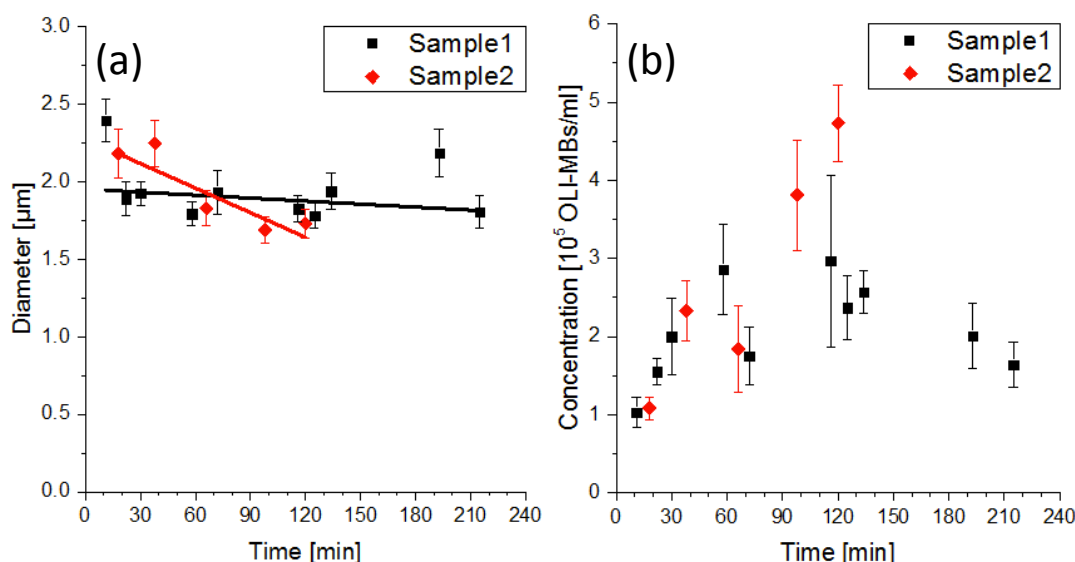 (a)
Sample1
Sample2
Diameter [µm]
3.0
2.5
2.0
1.5
1.0
0.5
0.0
0 30 60 90 120 150 180 210 240
Time [min]
(b)
Sample1
Sample2
Concentration [10⁵ OLI-MBs/ml]
6
5
4
3
2
1
0
0 30 60 90 120 150 180 210 240
Time [min]